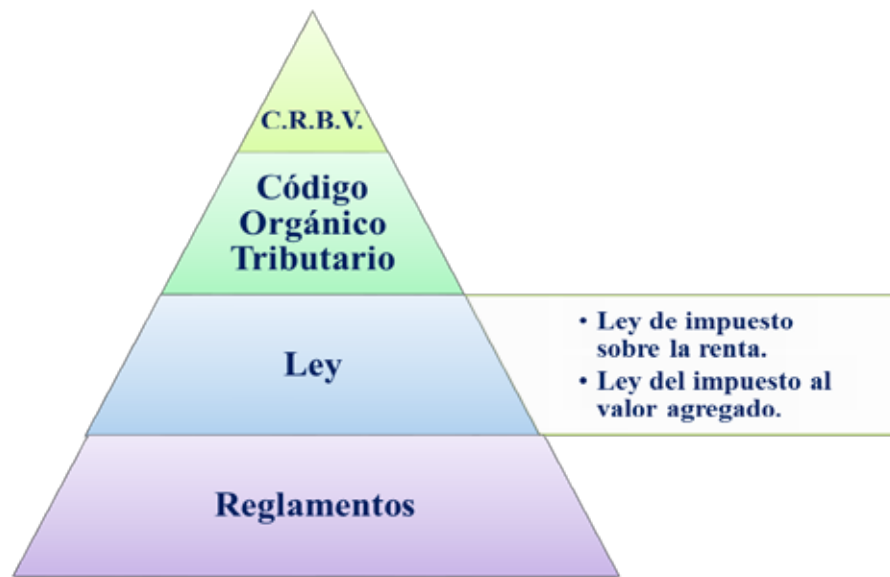 C.R.B.V.
Código
Orgánico
Tributario
Ley
• Ley de impuesto
sobre la renta.
• Ley del impuesto al
valor agregado.
Reglamentos